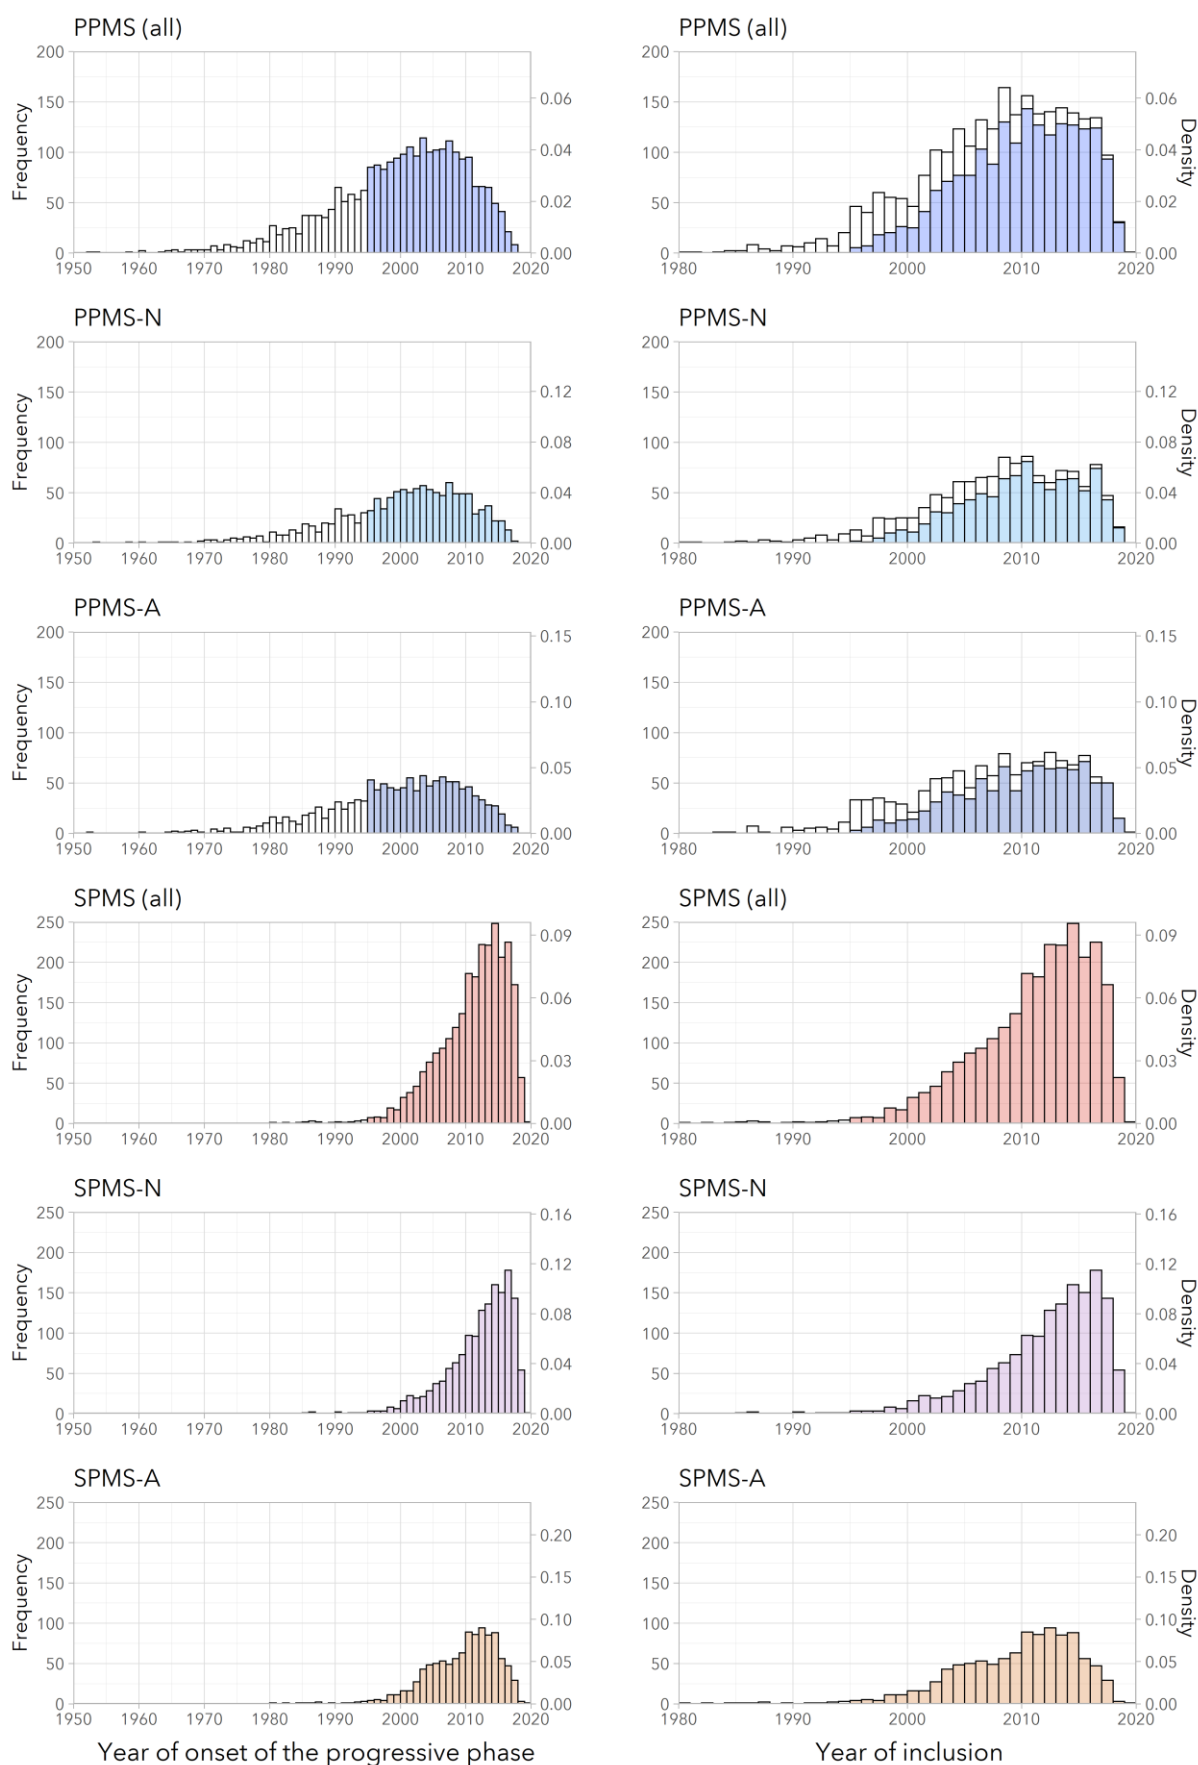 PPMS (all) PPMS (all)
200 200
150 150
0.06 0.06
100 100
0.04 0.04
50 50
0.02 0.02
0 0.00 0 0.00
Frequency Density
1950 1960 1970 1980 1990 2000 2010 2020 1980 1990 2000 2010 2020
PPMS-N PPMS-N
200 200
150 150
0.12 0.12
100 100
0.08 0.08
50 50
0.04 0.04
0 0.00 0 0.00
Frequency Density
1950 1960 1970 1980 1990 2000 2010 2020 1980 1990 2000 2010 2020
PPMS-A PPMS-A
200 0.15 200 0.15
150 150
0.10 0.10
100 100
50 0.05 50 0.05
0 0.00 0 0.00
Frequency Density
1950 1960 1970 1980 1990 2000 2010 2020 1980 1990 2000 2010 2020
SPMS (all) SPMS (all)
250 250
0.09 0.09
200 200
150 0.06 150 0.06
100 100
0.03 0.03
50 50
0 0.00 0 0.00
Frequency Density
1950 1960 1970 1980 1990 2000 2010 2020 1980 1990 2000 2010 2020
SPMS-N SPMS-N
250 0.16 250 0.16
200 200
0.12 0.12
150 150
100 0.08 100 0.08
50 0.04 50 0.04
0 0.00 0 0.00
Frequency Density
1950 1960 1970 1980 1990 2000 2010 2020 1980 1990 2000 2010 2020
SPMS-A SPMS-A
250 250
200 0.20 200 0.20
150 0.15 150 0.15
100 0.10 100 0.10
50 0.05 50 0.05
0 0.00 0 0.00
Frequency Density
1950 1960 1970 1980 1990 2000 2010 2020 1980 1990 2000 2010 2020
Year of onset of the progressive phase Year of inclusion